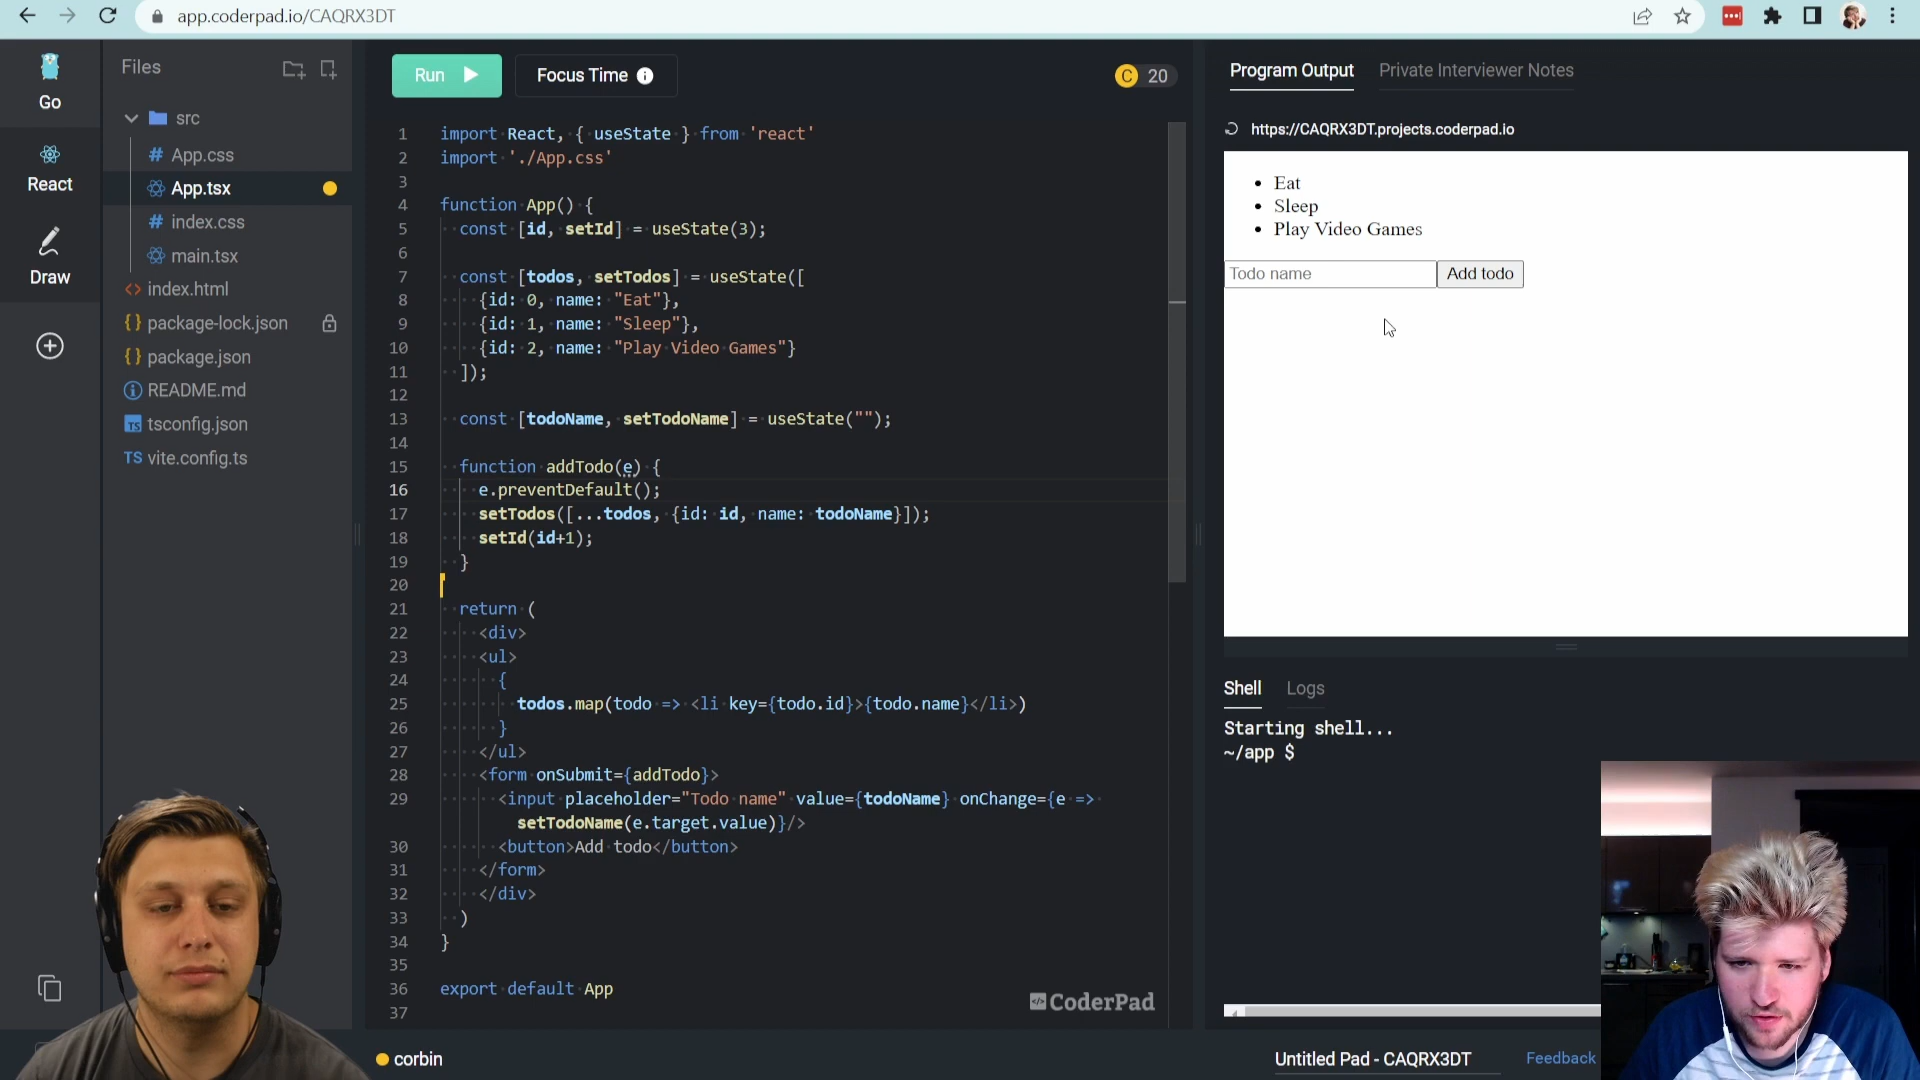 app.coderpad.io/CAQRX3DT
Go
React
Draw
Files
src
# App.css
App.tsx
# index.css
main.tsx
<> index.html
{} package-lock.json
{} package.json
README.md
TS tsconfig.json
TS vite.config.ts
Run
Focus Time
C 20
1 import React, { useState } from 'react'
2 import './App.css'
3
4 function App() {
5 const [id, setId] = useState(3);
6
7 const [todos, setTodos] = useState([
8 {id: 0, name: "Eat"},
9 {id: 1, name: "Sleep"},
10 {id: 2, name: "Play Video Games"}
11 ]);
12
13 const [todoName, setTodoName] = useState("");
14
15 function addTodo(e) {
16 e.preventDefault();
17 setTodos([...todos, {id: id, name: todoName}]);
18 setId(id+1);
19 }
20
21 return (
22 <div>
23 <ul>
24 {
25 todos.map(todo => <li key={todo.id}>{todo.name}</li>)
26 }
27 </ul>
28 <form onSubmit={addTodo}>
29 <input placeholder="Todo name" value={todoName} onChange={e =>
setTodoName(e.target.value)}/>
30 <button>Add todo</button>
31 </form>
32 </div>
33 )
34 }
35
36 export default App
37
CoderPad
corbin
Program Output Private Interviewer Notes
https://CAQRX3DT.projects.coderpad.io
• Eat
• Sleep
• Play Video Games
Todo name Add todo
Shell Logs
Starting shell...
~/app $
Untitled Pad - CAQRX3DT Feedback